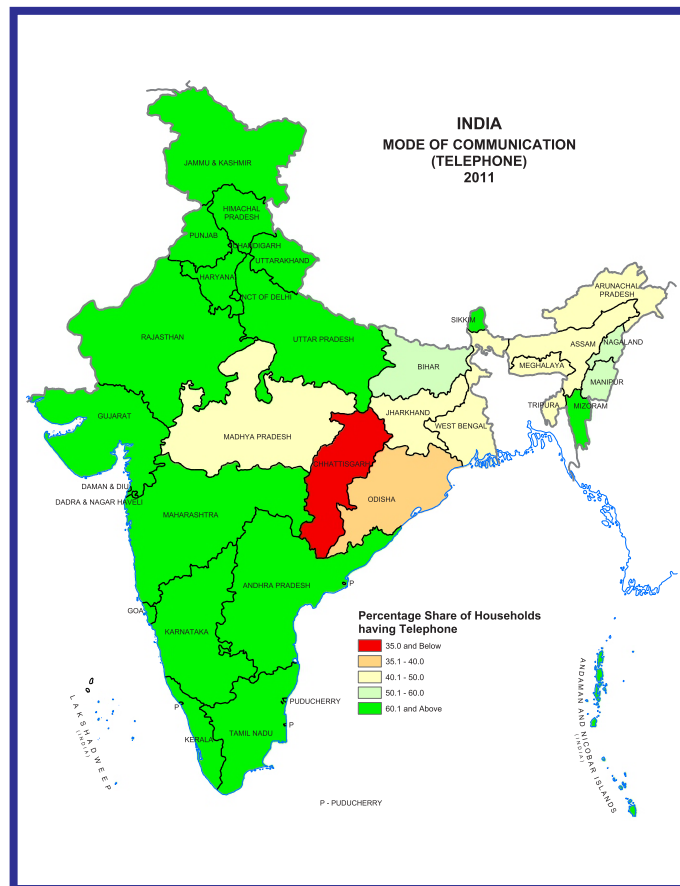 INDIA
MODE OF COMMUNICATION
(TELEPHONE)
2011
JAMMU & KASHMIR
HIMACHAL
PRADESH
PUNJAB
CHANDIGARH
UTTARAKHAND
HARYANA
NCT OF DELHI
ARUNACHAL
PRADESH
SIKKIM
RAJASTHAN
UTTAR PRADESH
ASSAM
NAGALAND
BIHAR
MEGHALAYA
MANIPUR
TRIPURA
MIZORAM
GUJARAT
JHARKHAND
WEST BENGAL
MADHYA PRADESH
CHHATTISGARH
DAMAN & DIU
DADRA & NAGAR HAVELI
ODISHA
MAHARASHTRA
ANDHRA PRADESH
P
GOA
KARNATAKA
Percentage Share of Households
having Telephone
35.0 and Below
35.1 - 40.0
40.1 - 50.0
50.1 - 60.0
60.1 and Above
PUDUCHERRY
P
P
KERALA
TAMIL NADU
LAKSHADWEEP
(INDIA)
ANDAMAN AND NICOBAR ISLANDS
(INDIA)
P - PUDUCHERRY